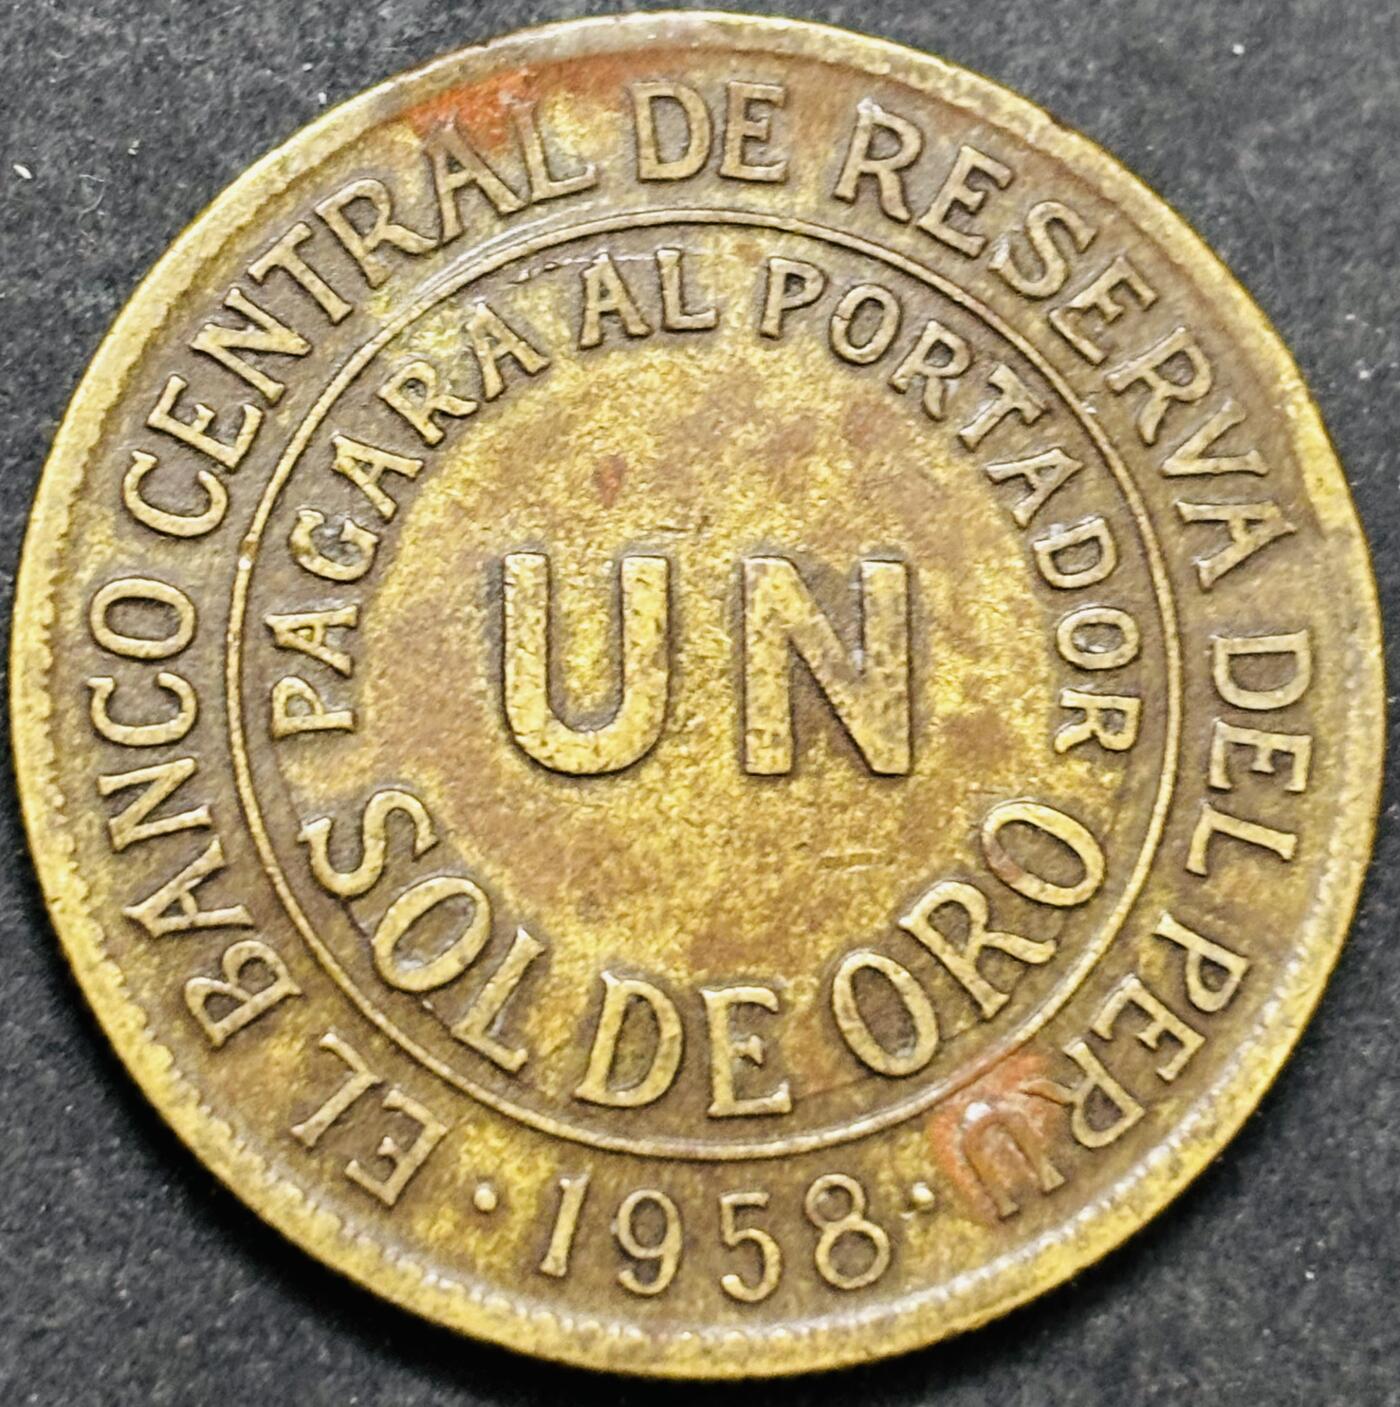 EL BANCO CENTRAL DE RESERVA DEL PERU
PAGARA AL PORTADOR
UN
SOL DE ORO
· 1958 ·